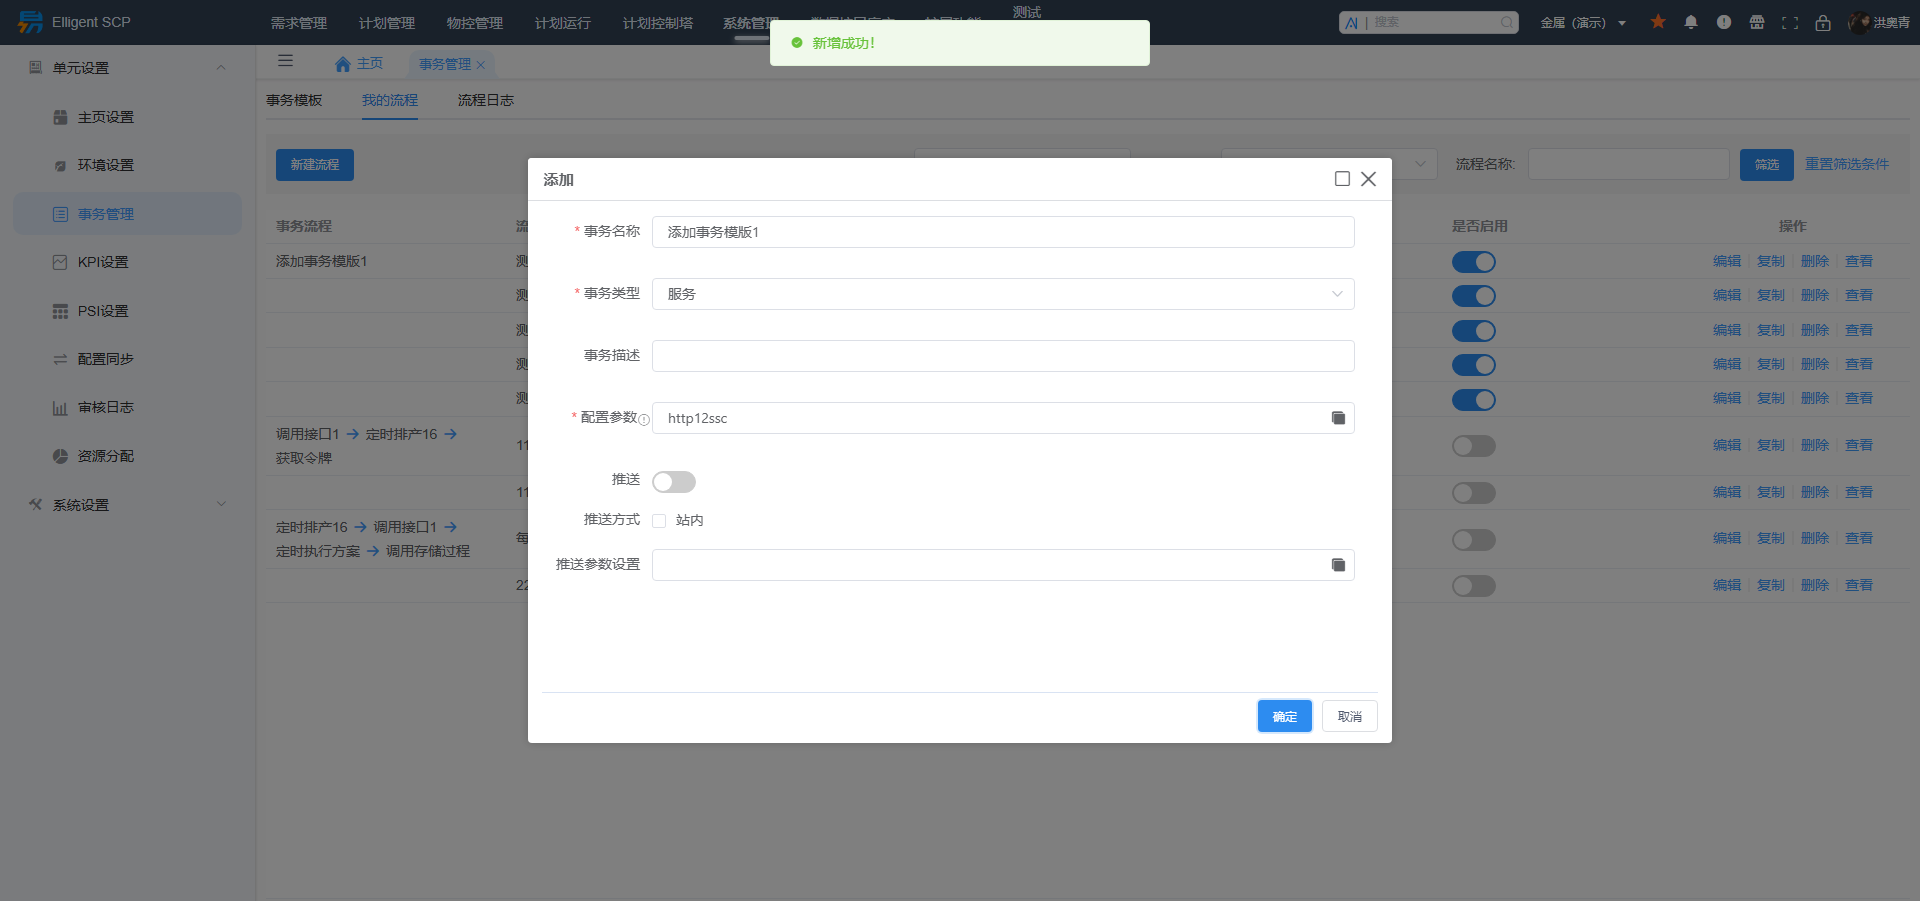 Elligent SCP
需求管理
计划管理
物控管理
计划运行
计划控制塔
系统管理
测试
AI | 搜索
金属（演示）
洪奥青
新增成功！
单元设置
主页设置
环境设置
事务管理
KPI设置
PSI设置
配置同步
审核日志
资源分配
系统设置
主页
事务管理
事务模板
我的流程
流程日志
新建流程
流程名称:
筛选
重置筛选条件
事务流程
流
是否启用
操作
添加事务模版1
测
编辑 复制 删除 查看
测
编辑 复制 删除 查看
测
编辑 复制 删除 查看
测
编辑 复制 删除 查看
测
编辑 复制 删除 查看
调用接口1 → 定时排产16 →
获取令牌
11
编辑 复制 删除 查看
11
编辑 复制 删除 查看
定时排产16 → 调用接口1 →
定时执行方案 → 调用存储过程
每
编辑 复制 删除 查看
22
编辑 复制 删除 查看
添加
* 事务名称
添加事务模版1
* 事务类型
服务
事务描述
* 配置参数
http12ssc
推送
推送方式
站内
推送参数设置
确定
取消